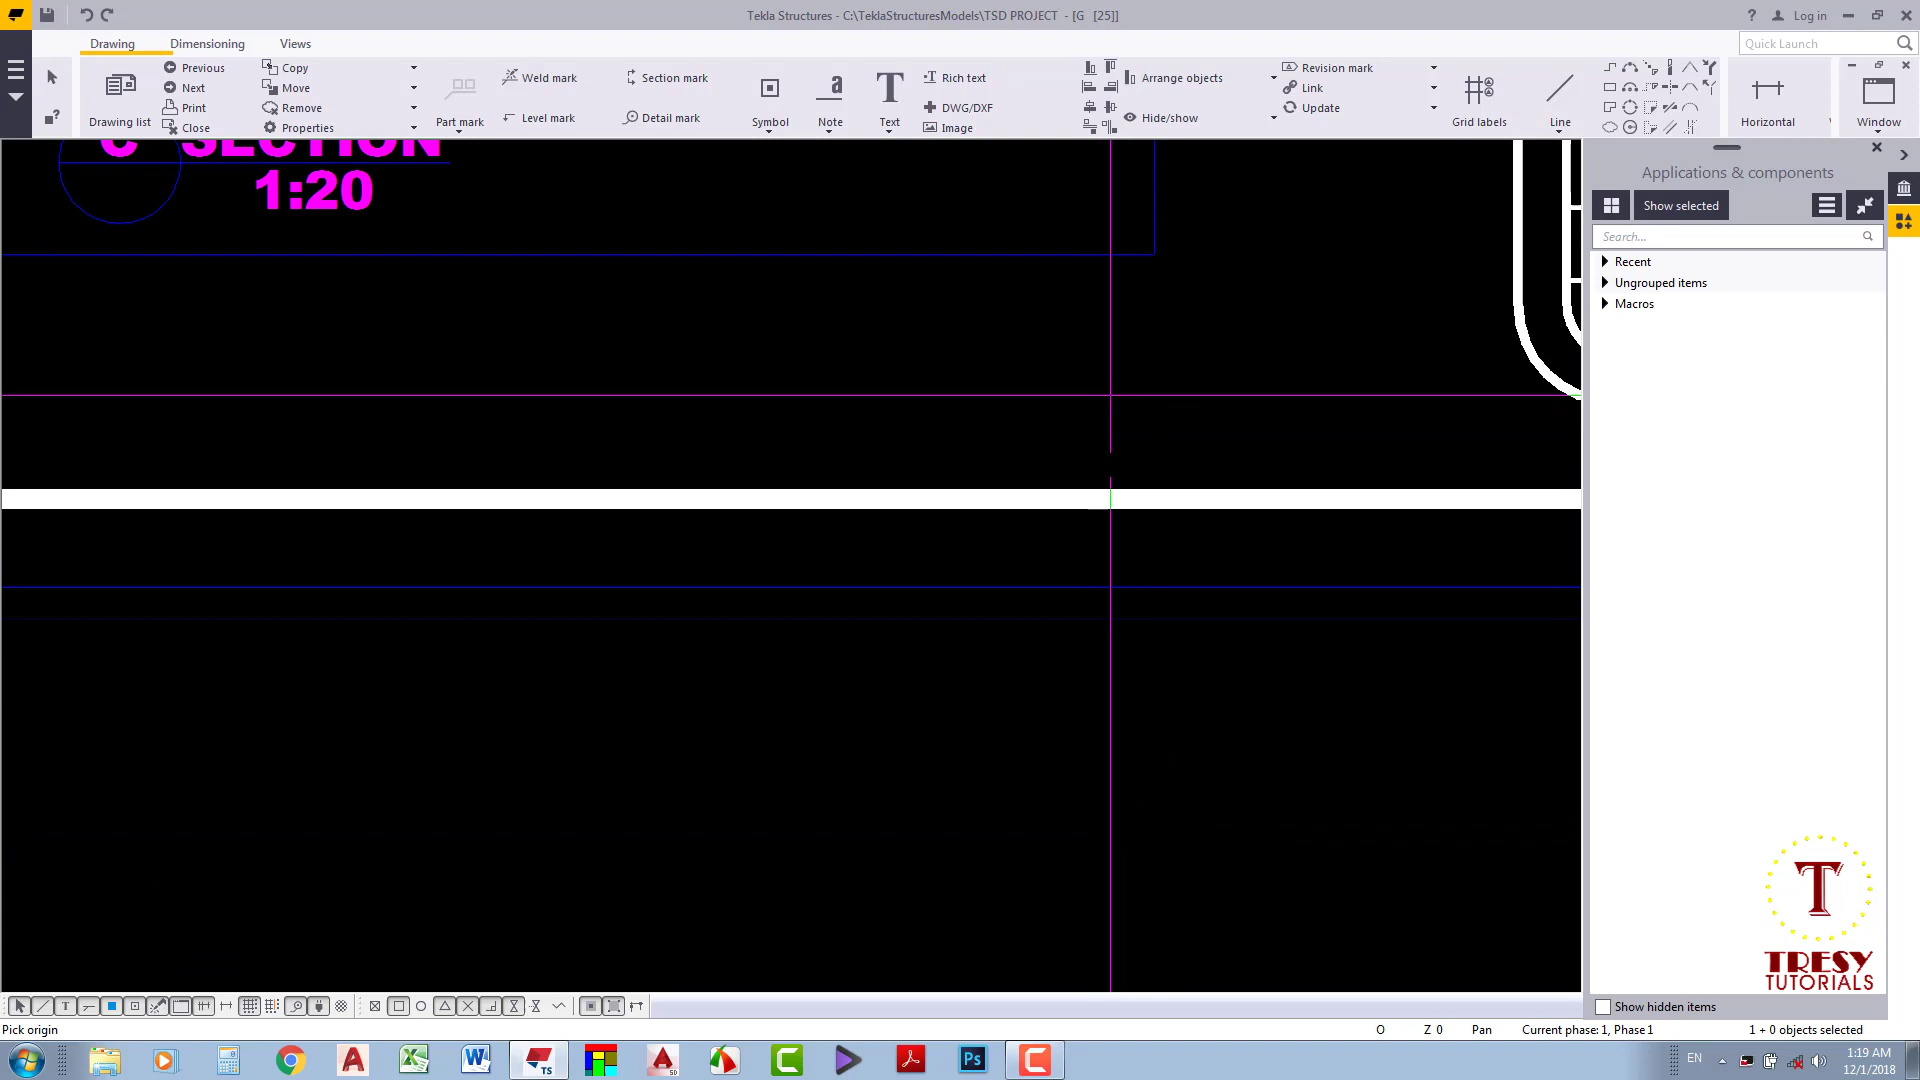 Tekla Structures - C:\TeklaStructuresModels\TSD PROJECT - [G [25]]
Log in
Drawing
Dimensioning
Views
Quick Launch
Drawing list
Previous
Next
Print
Close
Copy
Move
Remove
Properties
Part mark
Weld mark
Level mark
Section mark
Detail mark
Symbol
a
Note
T
Text
Rich text
DWG/DXF
Image
Arrange objects
Hide/show
Revision mark
Link
Update
Grid labels
Line
Horizontal
Window
SECTION
1:20
Applications & components
Show selected
Search...
Recent
Ungrouped items
Macros
T
TRESY
TUTORIALS
Show hidden items
Pick origin
O
Z 0
Pan
Current phase: 1, Phase 1
1 + 0 objects selected
TS
Ps
EN
1:19 AM
12/1/2018